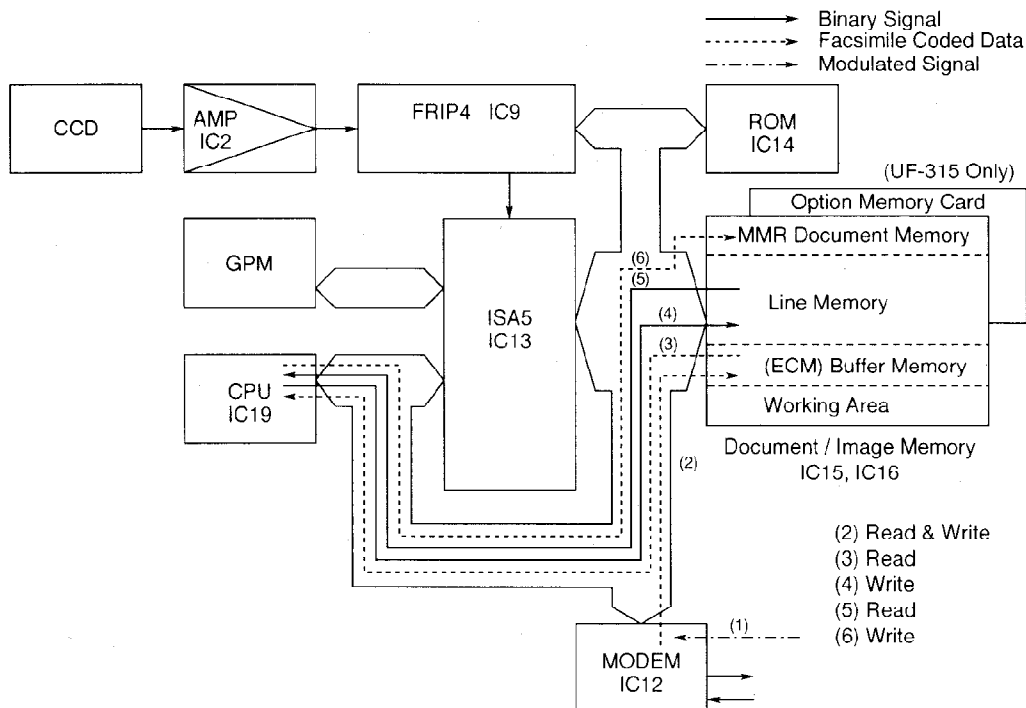 Binary Signal
Facsimile Coded Data
Modulated Signal
CCD
AMP
IC2
FRIP4 IC9
ROM
IC14
(UF-315 Only)
Option Memory Card
MMR Document Memory
GPM
(6)
(5)
Line Memory
ISA5
IC13
(4)
(3)
(ECM) Buffer Memory
CPU
IC19
Working Area
Document / Image Memory
IC15, IC16
(2)
(2) Read & Write
(3) Read
(4) Write
(5) Read
(6) Write
(1)
MODEM
IC12